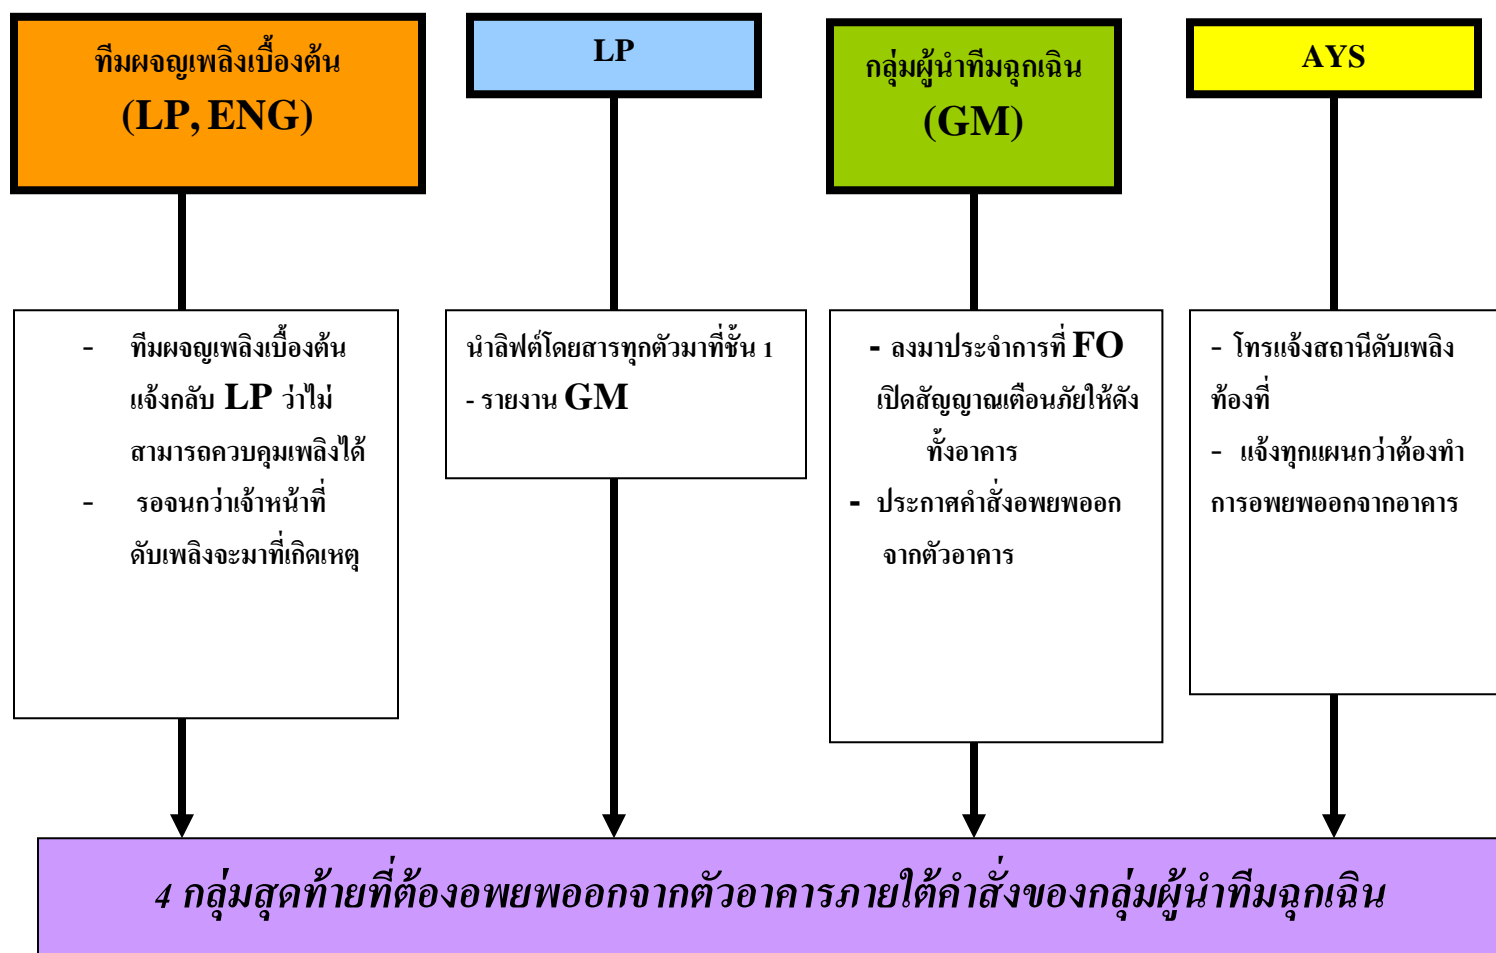 ทีมผจญเพลิงเบื้องต้น
(LP, ENG)
LP
กลุ่มผู้นำทีมฉุกเฉิน
(GM)
AYS
- ทีมผจญเพลิงเบื้องต้น
แจ้งกลับ LP ว่าไม่
สามารถควบคุมเพลิงได้
- รอจนกว่าเจ้าหน้าที่
ดับเพลิงจะมาที่เกิดเหตุ
นำลิฟต์โดยสารทุกตัวมาที่ชั้น 1
- รายงาน GM
- ลงมาประจำการที่ FO
เปิดสัญญาณเตือนภัยให้ดัง
ทั้งอาคาร
- ประกาศคำสั่งอพยพออก
จากตัวอาคาร
- โทรแจ้งสถานีดับเพลิง
ท้องที่
- แจ้งทุกแผนกว่าต้องทำ
การอพยพออกจากอาคาร
4 กลุ่มสุดท้ายที่ต้องอพยพออกจากตัวอาคารภายใต้คำสั่งของกลุ่มผู้นำทีมฉุกเฉิน